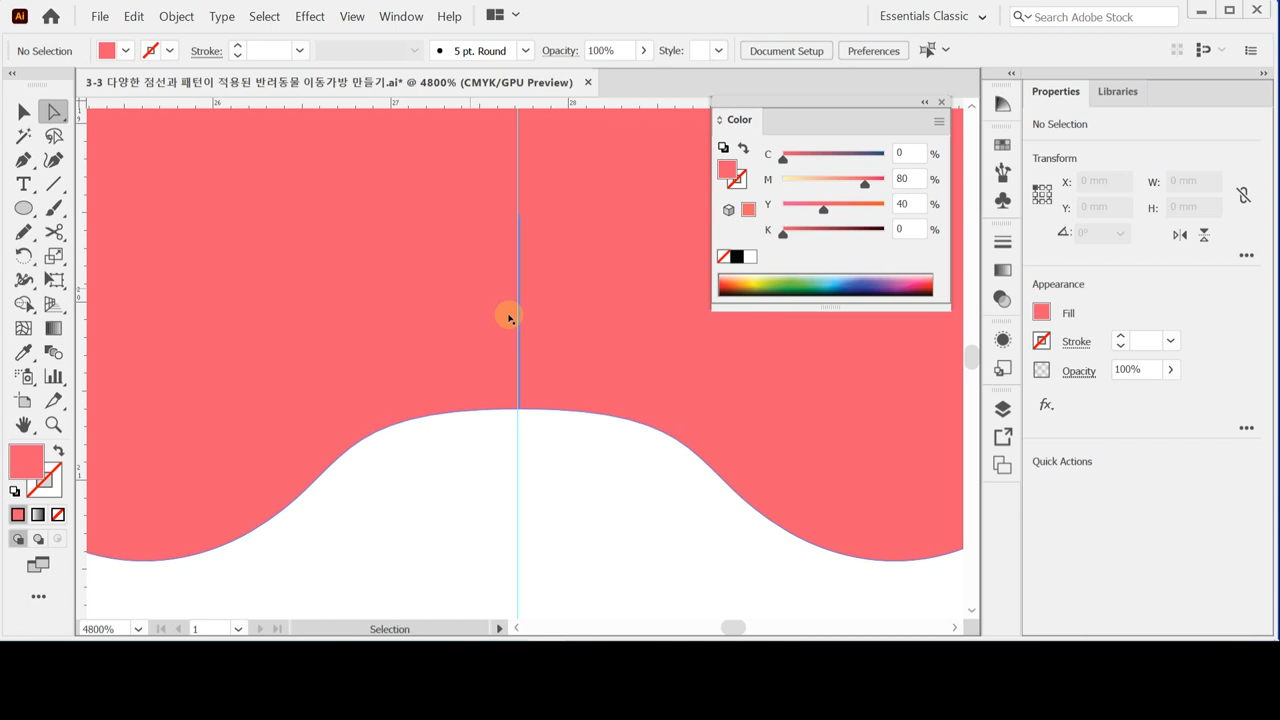 Ai File Edit Object Type Select Effect View Window Help Essentials Classic Search Adobe Stock
No Selection Stroke: 5 pt. Round Opacity: 100% Style: Document Setup Preferences
3-3 다양한 점선과 패턴이 적용된 반려동물 이동가방 만들기.ai* @ 4800% (CMYK/GPU Preview)
26 27 28
Color
C 0 %
M 80 %
Y 40 %
K 0 %
Properties Libraries
No Selection
Transform
X: 0 mm W: 0 mm
Y: 0 mm H: 0 mm
0°
Appearance
Fill
Stroke
Opacity 100%
fx.
Quick Actions
4800% 1 Selection